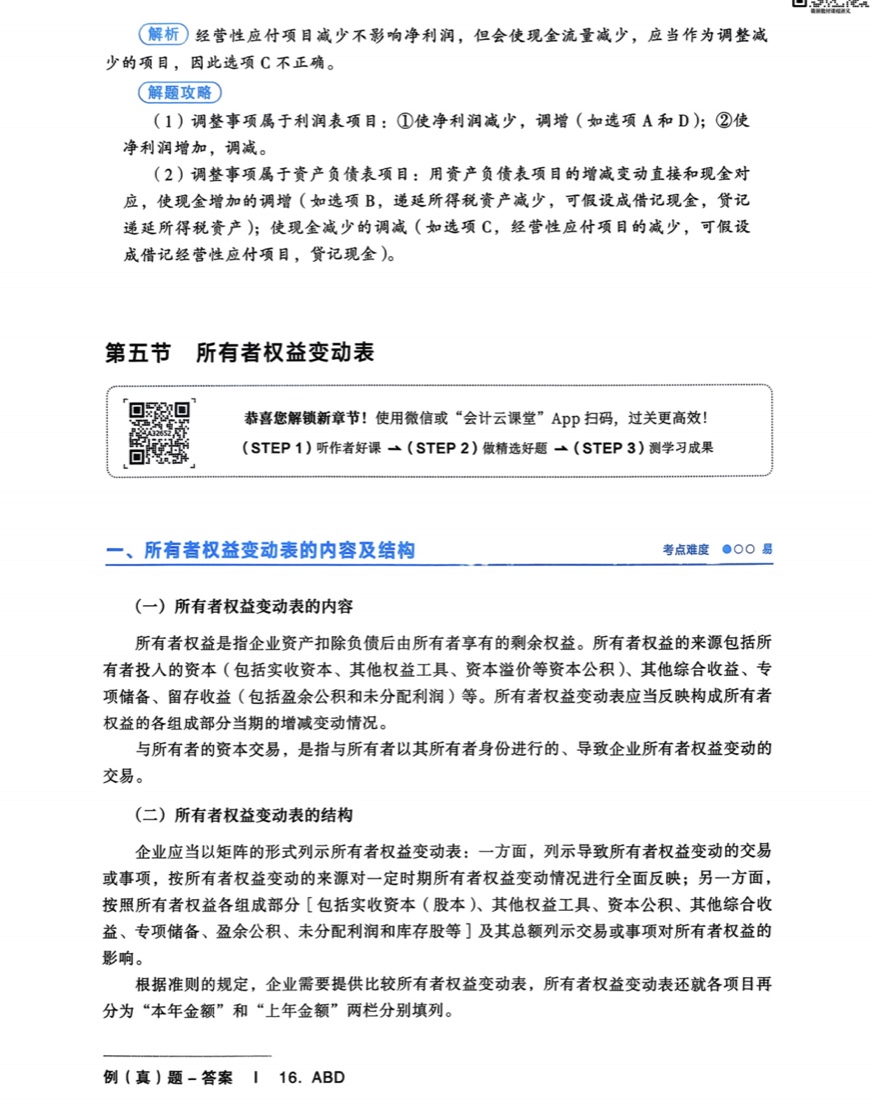 解析 经营性应付项目减少不影响净利润，但会使现金流量减少，应当作为调整减
少的项目，因此选项 C 不正确。
解题攻略
（1）调整事项属于利润表项目：①使净利润减少，调增（如选项 A 和 D）；②使
净利润增加，调减。
（2）调整事项属于资产负债表项目：用资产负债表项目的增减变动直接和现金对
应，使现金增加的调增（如选项 B，递延所得税资产减少，可假设成借记现金，贷记
递延所得税资产）；使现金减少的调减（如选项 C，经营性应付项目的减少，可假设
成借记经营性应付项目，贷记现金）。
第五节 所有者权益变动表
恭喜您解锁新章节！使用微信或“会计云课堂”App 扫码，过关更高效！
（STEP 1）听作者好课 ⇀（STEP 2）做精选好题 ⇀（STEP 3）测学习成果
一、所有者权益变动表的内容及结构 考点难度 ●○○ 易
（一）所有者权益变动表的内容
所有者权益是指企业资产扣除负债后由所有者享有的剩余权益。所有者权益的来源包括所
有者投入的资本（包括实收资本、其他权益工具、资本溢价等资本公积）、其他综合收益、专
项储备、留存收益（包括盈余公积和未分配利润）等。所有者权益变动表应当反映构成所有者
权益的各组成部分当期的增减变动情况。
与所有者的资本交易，是指与所有者以其所有者身份进行的、导致企业所有者权益变动的
交易。
（二）所有者权益变动表的结构
企业应当以矩阵的形式列示所有者权益变动表：一方面，列示导致所有者权益变动的交易
或事项，按所有者权益变动的来源对一定时期所有者权益变动情况进行全面反映；另一方面，
按照所有者权益各组成部分［包括实收资本（股本）、其他权益工具、资本公积、其他综合收
益、专项储备、盈余公积、未分配利润和库存股等］及其总额列示交易或事项对所有者权益的
影响。
根据准则的规定，企业需要提供比较所有者权益变动表，所有者权益变动表还就各项目再
分为“本年金额”和“上年金额”两栏分别填列。
例（真）题－答案 | 16. ABD